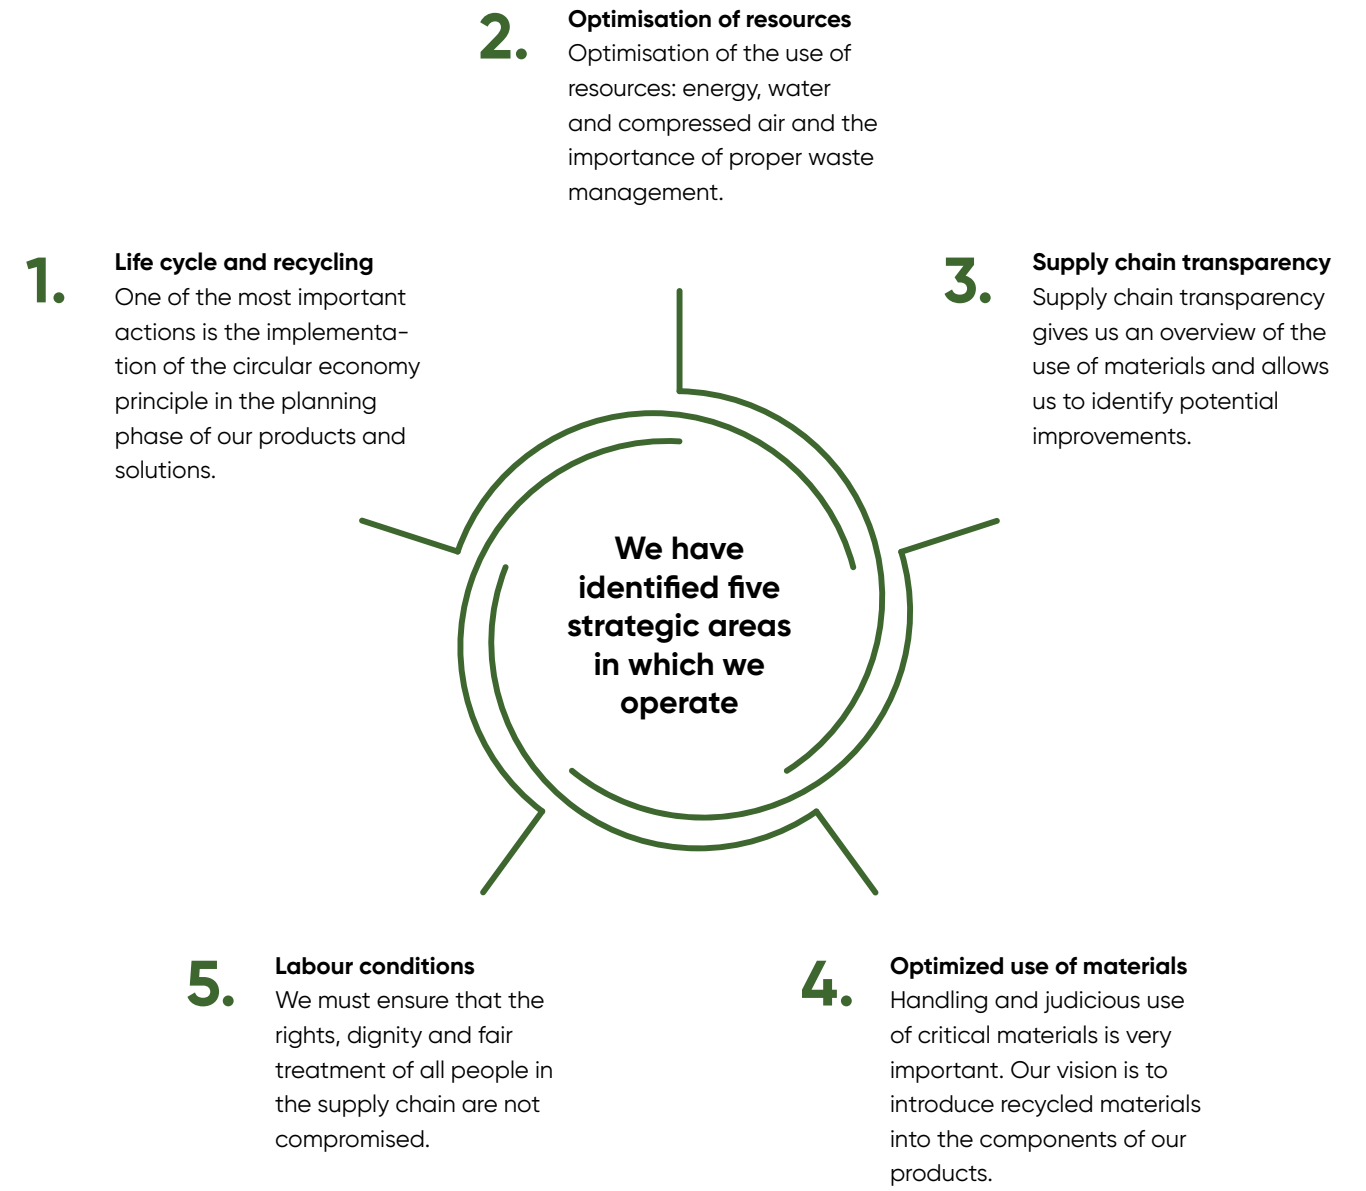 1.
Life cycle and recycling
One of the most important
actions is the implementa-
tion of the circular economy
principle in the planning
phase of our products and
solutions.
2.
Optimisation of resources
Optimisation of the use of
resources: energy, water
and compressed air and the
importance of proper waste
management.
3.
Supply chain transparency
Supply chain transparency
gives us an overview of the
use of materials and allows
us to identify potential
improvements.
We have
identified five
strategic areas
in which we
operate
4.
Optimized use of materials
Handling and judicious use
of critical materials is very
important. Our vision is to
introduce recycled materials
into the components of our
products.
5.
Labour conditions
We must ensure that the
rights, dignity and fair
treatment of all people in
the supply chain are not
compromised.